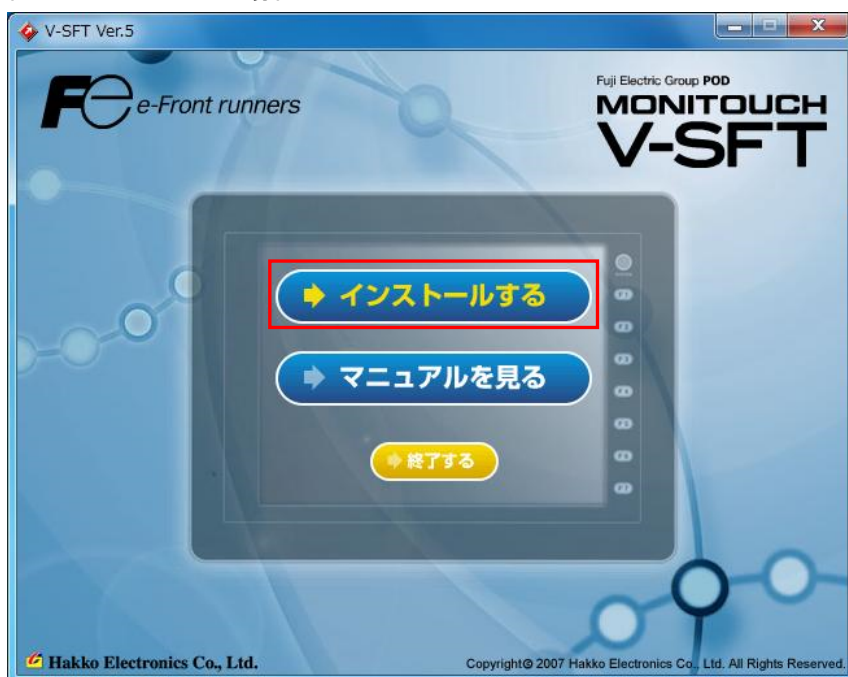 V-SFT Ver.5
Fe e-Front runners
Fuji Electric Group POD
MONITOUCH
V-SFT
インストールする
マニュアルを見る
終了する
Hakko Electronics Co., Ltd.
Copyright© 2007 Hakko Electronics Co., Ltd. All Rights Reserved.